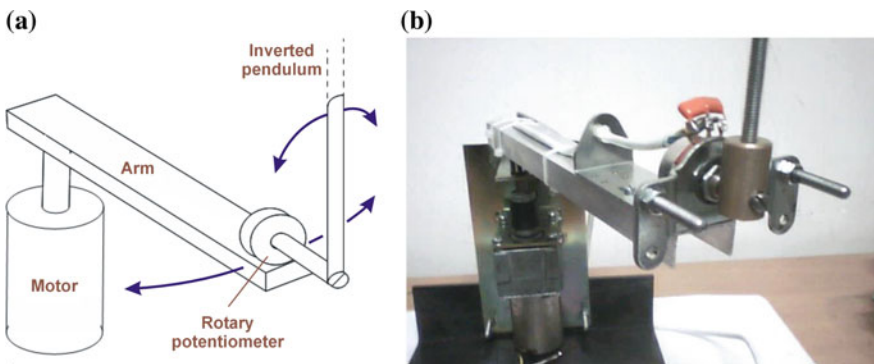 (a)
Inverted
pendulum
Arm
Motor
Rotary
potentiometer
(b)